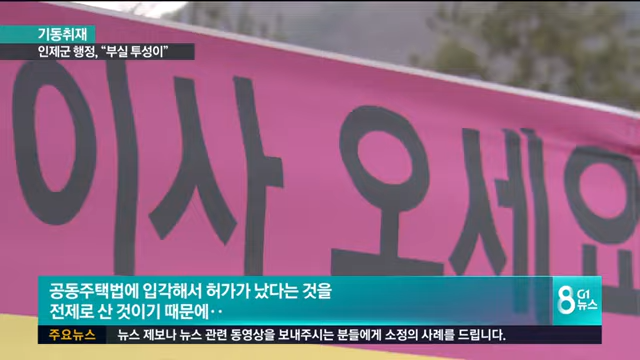 기동취재
인제군 행정, "부실 투성이"
이사 오세요
공동주택법에 입각해서 허가가 났다는 것을
전제로 산 것이기 때문에··
8 G1
뉴스
주요뉴스 뉴스 제보나 뉴스 관련 동영상을 보내주시는 분들에게 소정의 사례를 드립니다.